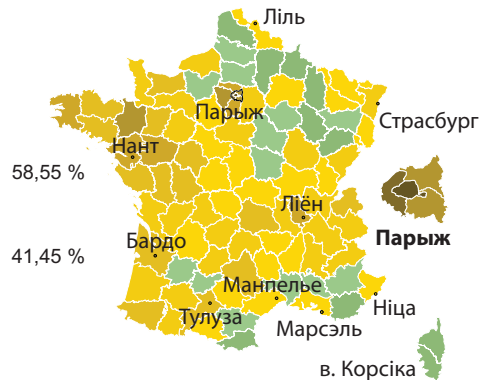 Ліль
Парыж
Страсбург
Нант
58,55 %
Ліён
Парыж
Бардо
41,45 %
Манпелье
Ніца
Тулуза
Марсэль
в. Корсіка